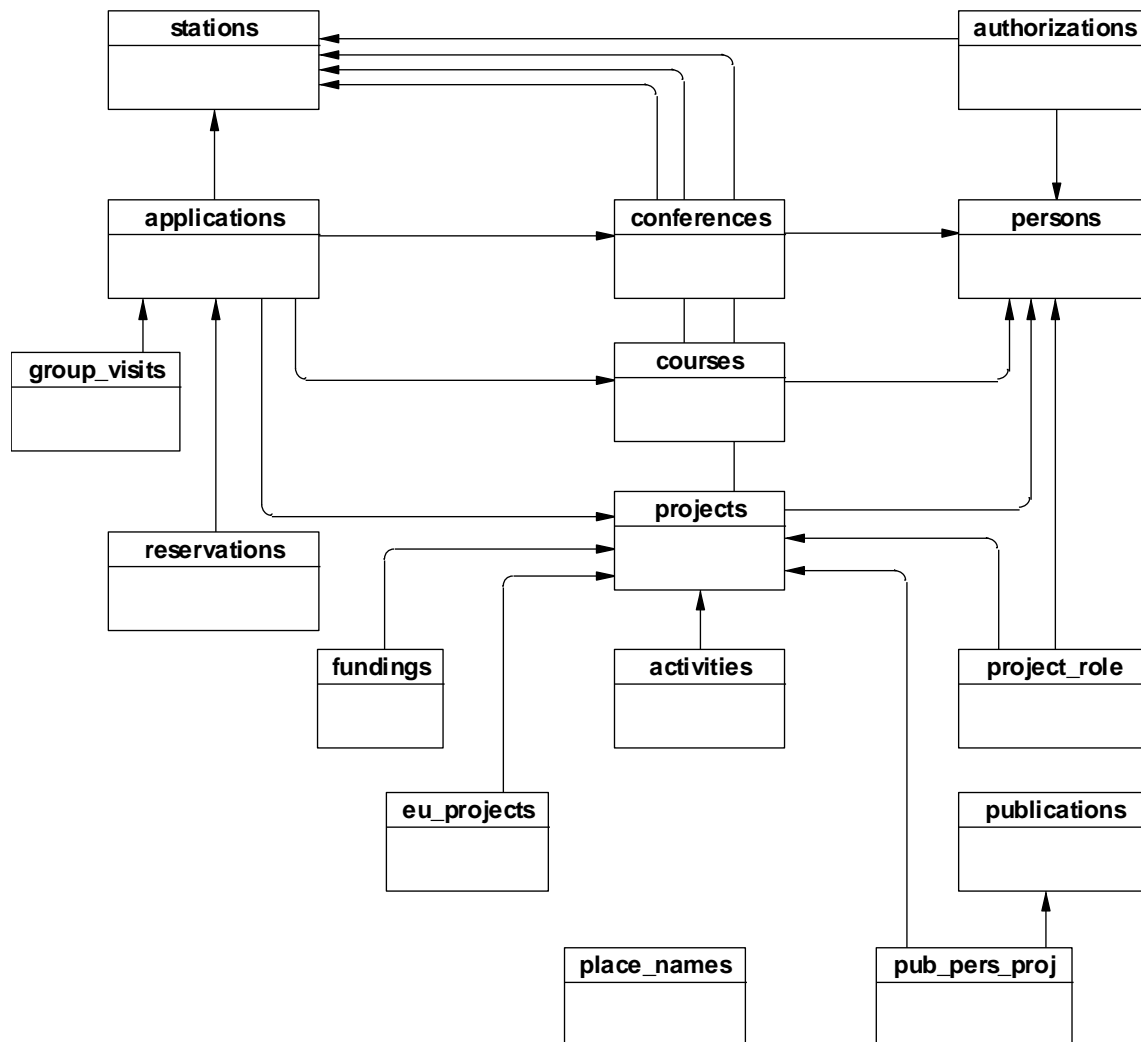 stations
authorizations
applications
conferences
persons
group_visits
courses
projects
reservations
fundings
activities
project_role
eu_projects
publications
place_names
pub_pers_proj